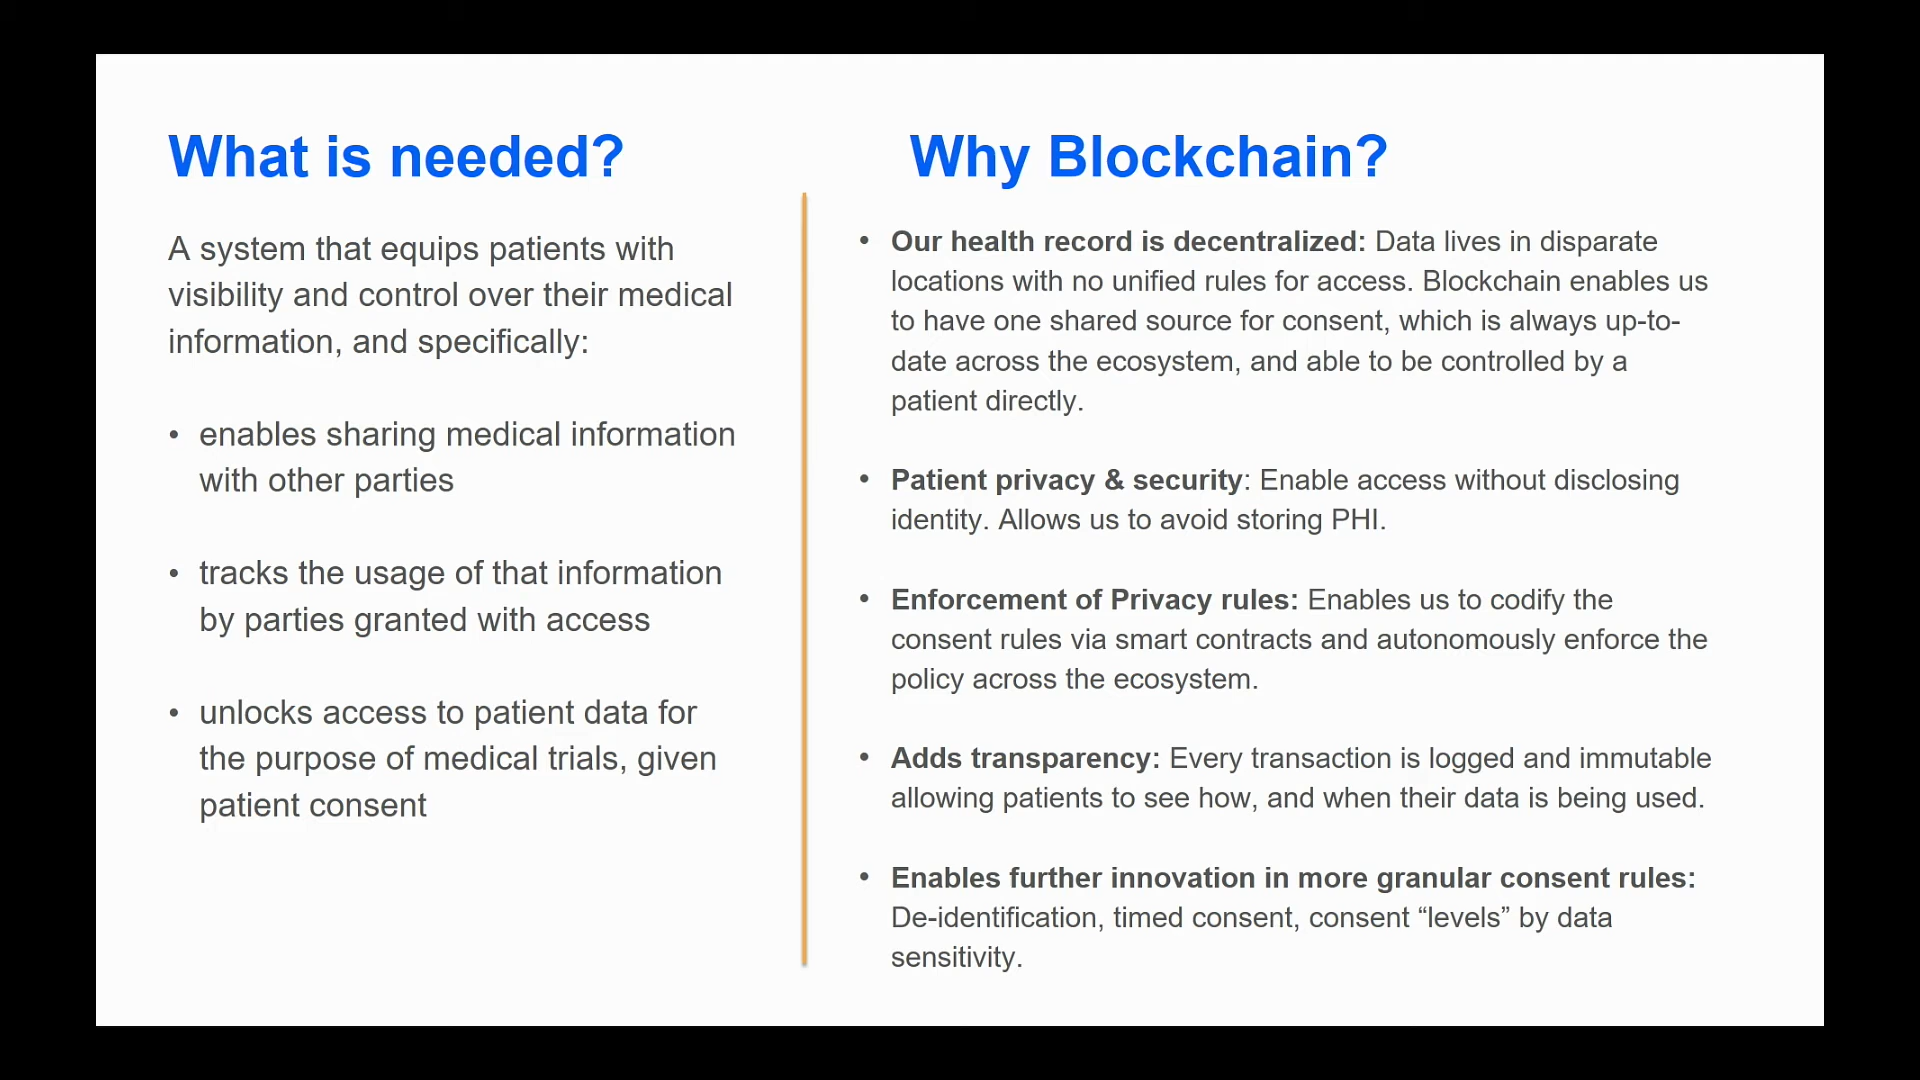 What is needed?
A system that equips patients with
visibility and control over their medical
information, and specifically:
• enables sharing medical information
with other parties
• tracks the usage of that information
by parties granted with access
• unlocks access to patient data for
the purpose of medical trials, given
patient consent
Why Blockchain?
• Our health record is decentralized: Data lives in disparate
locations with no unified rules for access. Blockchain enables us
to have one shared source for consent, which is always up-to-
date across the ecosystem, and able to be controlled by a
patient directly.
• Patient privacy & security: Enable access without disclosing
identity. Allows us to avoid storing PHI.
• Enforcement of Privacy rules: Enables us to codify the
consent rules via smart contracts and autonomously enforce the
policy across the ecosystem.
• Adds transparency: Every transaction is logged and immutable
allowing patients to see how, and when their data is being used.
• Enables further innovation in more granular consent rules:
De-identification, timed consent, consent “levels” by data
sensitivity.